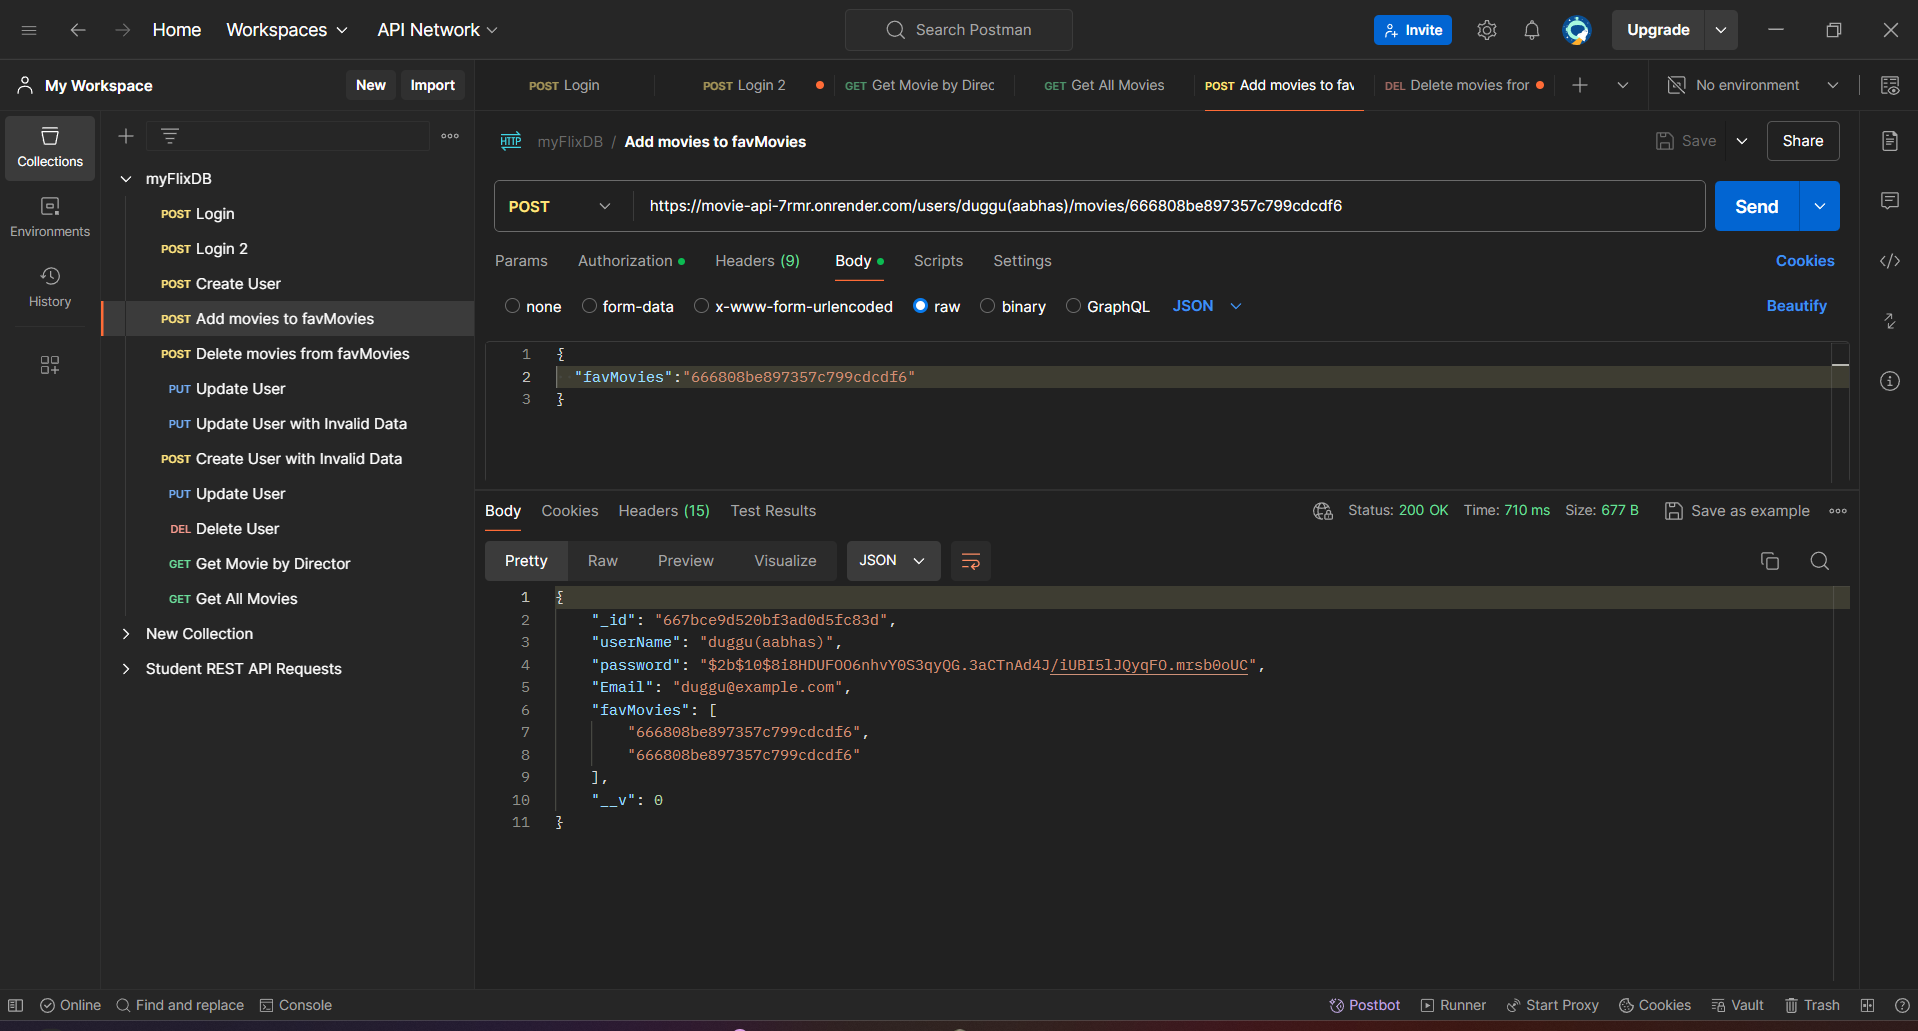 Home Workspaces API Network Search Postman Invite Upgrade
My Workspace New Import
POST Login POST Login 2 GET Get Movie by Direc GET Get All Movies POST Add movies to fav DEL Delete movies fror No environment
Collections
Environments
History
myFlixDB
POST Login
POST Login 2
POST Create User
POST Add movies to favMovies
POST Delete movies from favMovies
PUT Update User
PUT Update User with Invalid Data
POST Create User with Invalid Data
PUT Update User
DEL Delete User
GET Get Movie by Director
GET Get All Movies
New Collection
Student REST API Requests
HTTP myFlixDB / Add movies to favMovies Save Share
POST https://movie-api-7rmr.onrender.com/users/duggu(aabhas)/movies/666808be897357c799cdcdf6 Send
Params Authorization Headers (9) Body Scripts Settings Cookies
none form-data x-www-form-urlencoded raw binary GraphQL JSON Beautify
1 {
2 "favMovies":"666808be897357c799cdcdf6"
3 }
Body Cookies Headers (15) Test Results Status: 200 OK Time: 710 ms Size: 677 B Save as example
Pretty Raw Preview Visualize JSON
1 {
2 "_id": "667bce9d520bf3ad0d5fc83d",
3 "userName": "duggu(aabhas)",
4 "password": "$2b$10$8i8HDUFOO6nhvY0S3qyQG.3aCTnAd4J/iUBI5lJQyqFO.mrsb0oUC",
5 "Email": "duggu@example.com",
6 "favMovies": [
7 "666808be897357c799cdcdf6",
8 "666808be897357c799cdcdf6"
9 ],
10 "__v": 0
11 }
Online Find and replace Console Postbot Runner Start Proxy Cookies Vault Trash